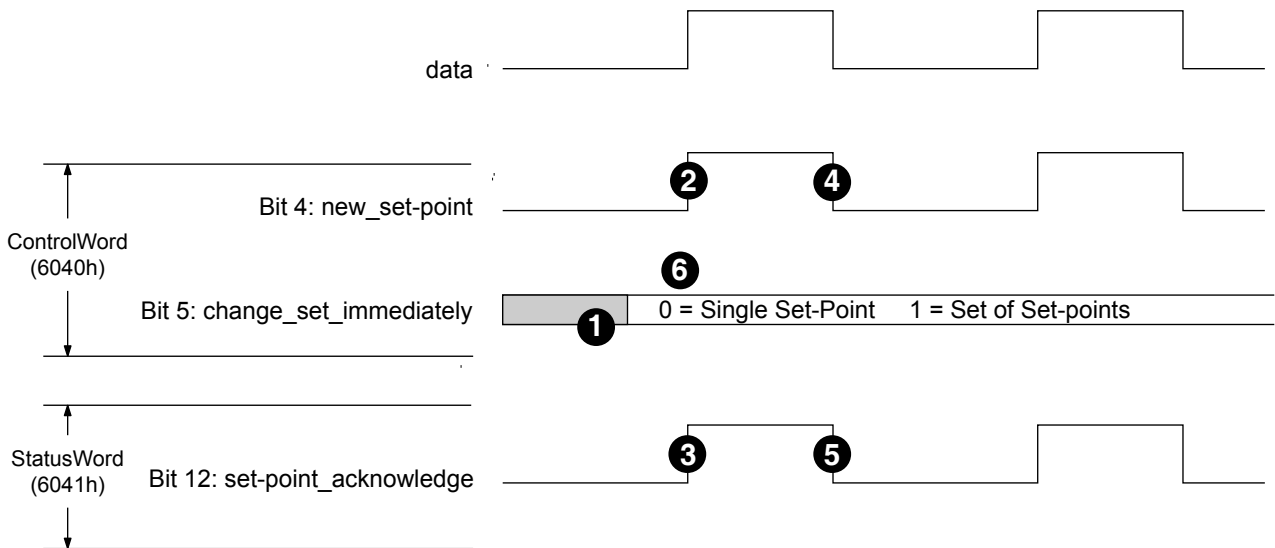 data
2
4
Bit 4: new_set-point
ControlWord
(6040h)
6
Bit 5: change_set_immediately
1
0 = Single Set-Point 1 = Set of Set-points
StatusWord
(6041h)
Bit 12: set-point_acknowledge
3
5